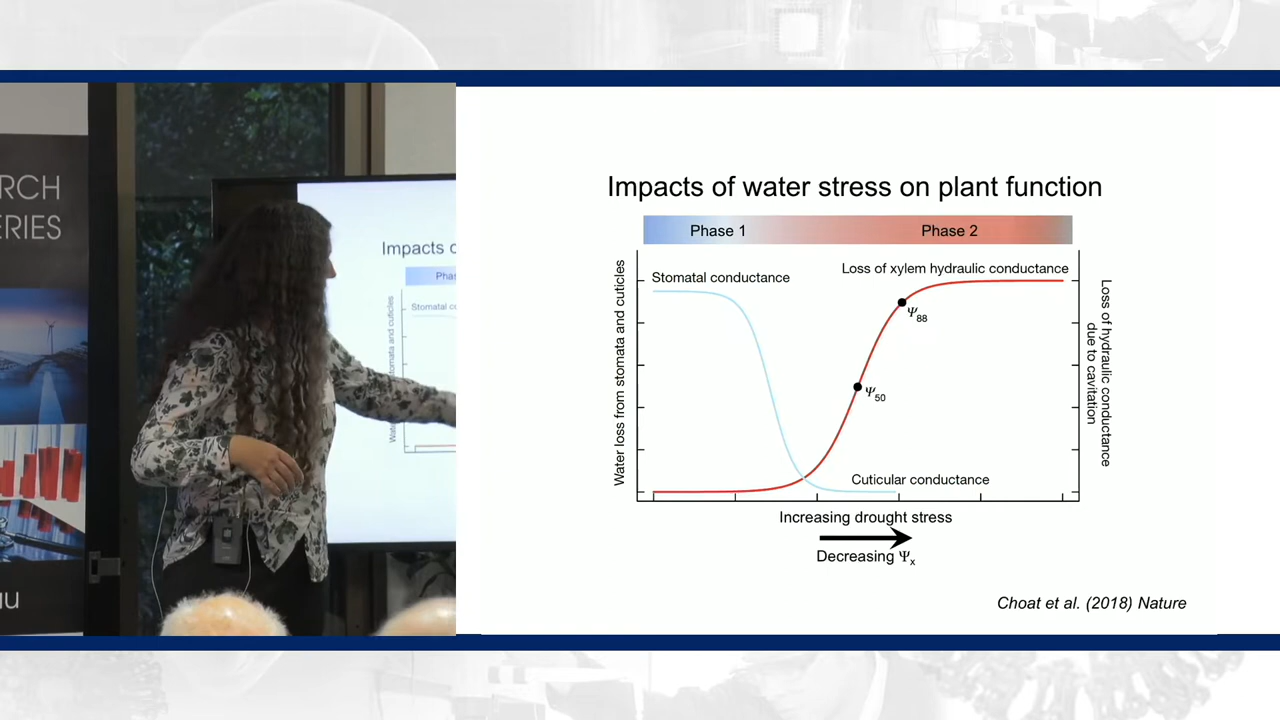 RCH
ERIES
au
Impacts o
Phas
Stomatal co
Impacts of water stress on plant function
Phase 1
Phase 2
Stomatal conductance
Loss of xylem hydraulic conductance
Ψ88
Ψ50
Cuticular conductance
Water loss from stomata and cuticles
Loss of hydraulic conductance
due to cavitation
Increasing drought stress
Decreasing Ψx
Choat et al. (2018) Nature